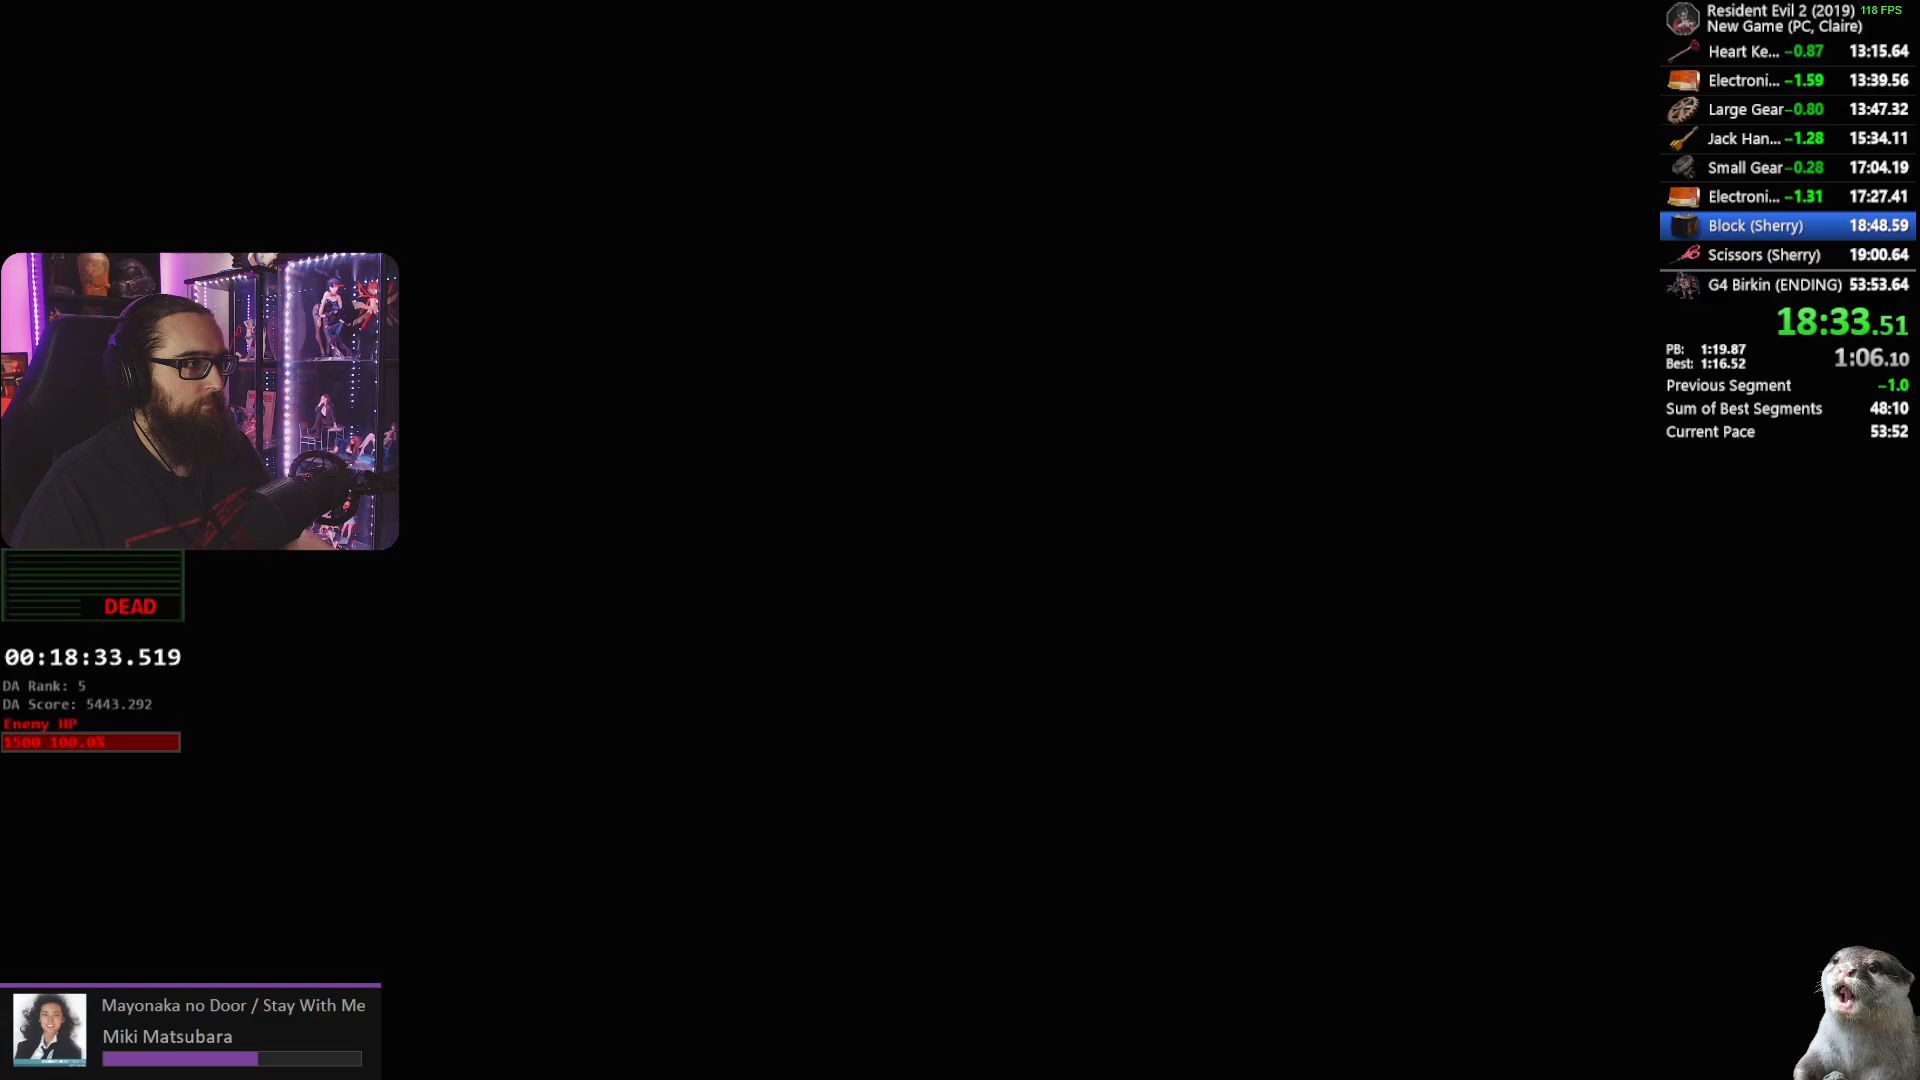 Resident Evil 2 (2019)
118 FPS
New Game (PC, Claire)
Heart Ke... −0.87 13:15.64
Electroni... −1.59 13:39.56
Large Gear −0.80 13:47.32
Jack Han... −1.28 15:34.11
Small Gear −0.28 17:04.19
Electroni... −1.31 17:27.41
Block (Sherry) 18:48.59
Scissors (Sherry) 19:00.64
G4 Birkin (ENDING) 53:53.64
18:33.51
PB: 1:19.87
Best: 1:16.52
1:06.10
Previous Segment −1.0
Sum of Best Segments 48:10
Current Pace 53:52
DEAD
00:18:33.519
DA Rank: 5
DA Score: 5443.292
Enemy HP
1500 100.0%
Mayonaka no Door / Stay With Me
Miki Matsubara